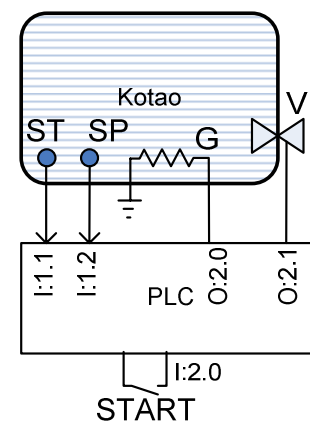 Kotao
ST SP G V
I:1.1 I:1.2 PLC O:2.0 O:2.1
I:2.0
START